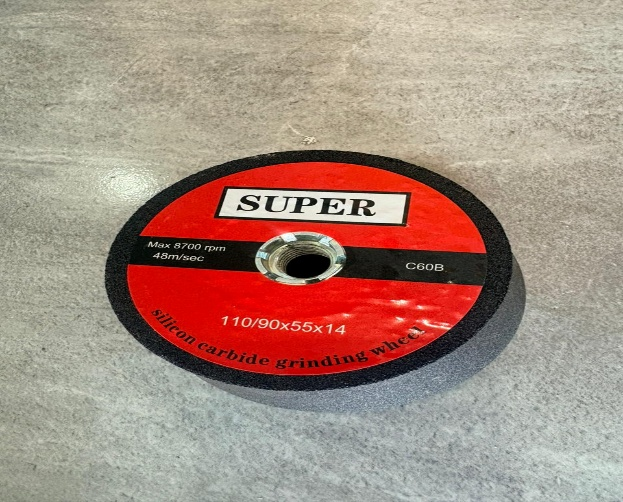 SUPER
Max 8700 rpm
48m/sec
C60B
110/90x55x14
silicon carbide grinding wheel